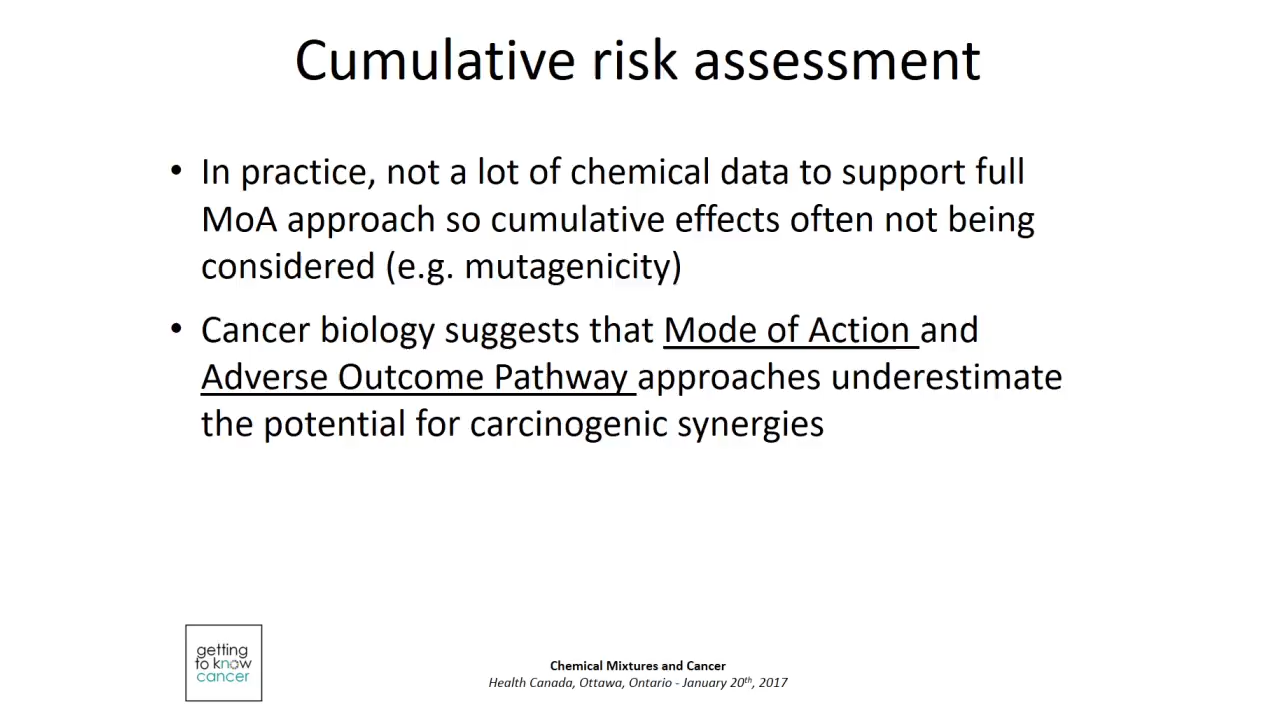 Cumulative risk assessment
• In practice, not a lot of chemical data to support full
MoA approach so cumulative effects often not being
considered (e.g. mutagenicity)
• Cancer biology suggests that Mode of Action and
Adverse Outcome Pathway approaches underestimate
the potential for carcinogenic synergies
getting
to know
cancer
Chemical Mixtures and Cancer
Health Canada, Ottawa, Ontario - January 20th, 2017